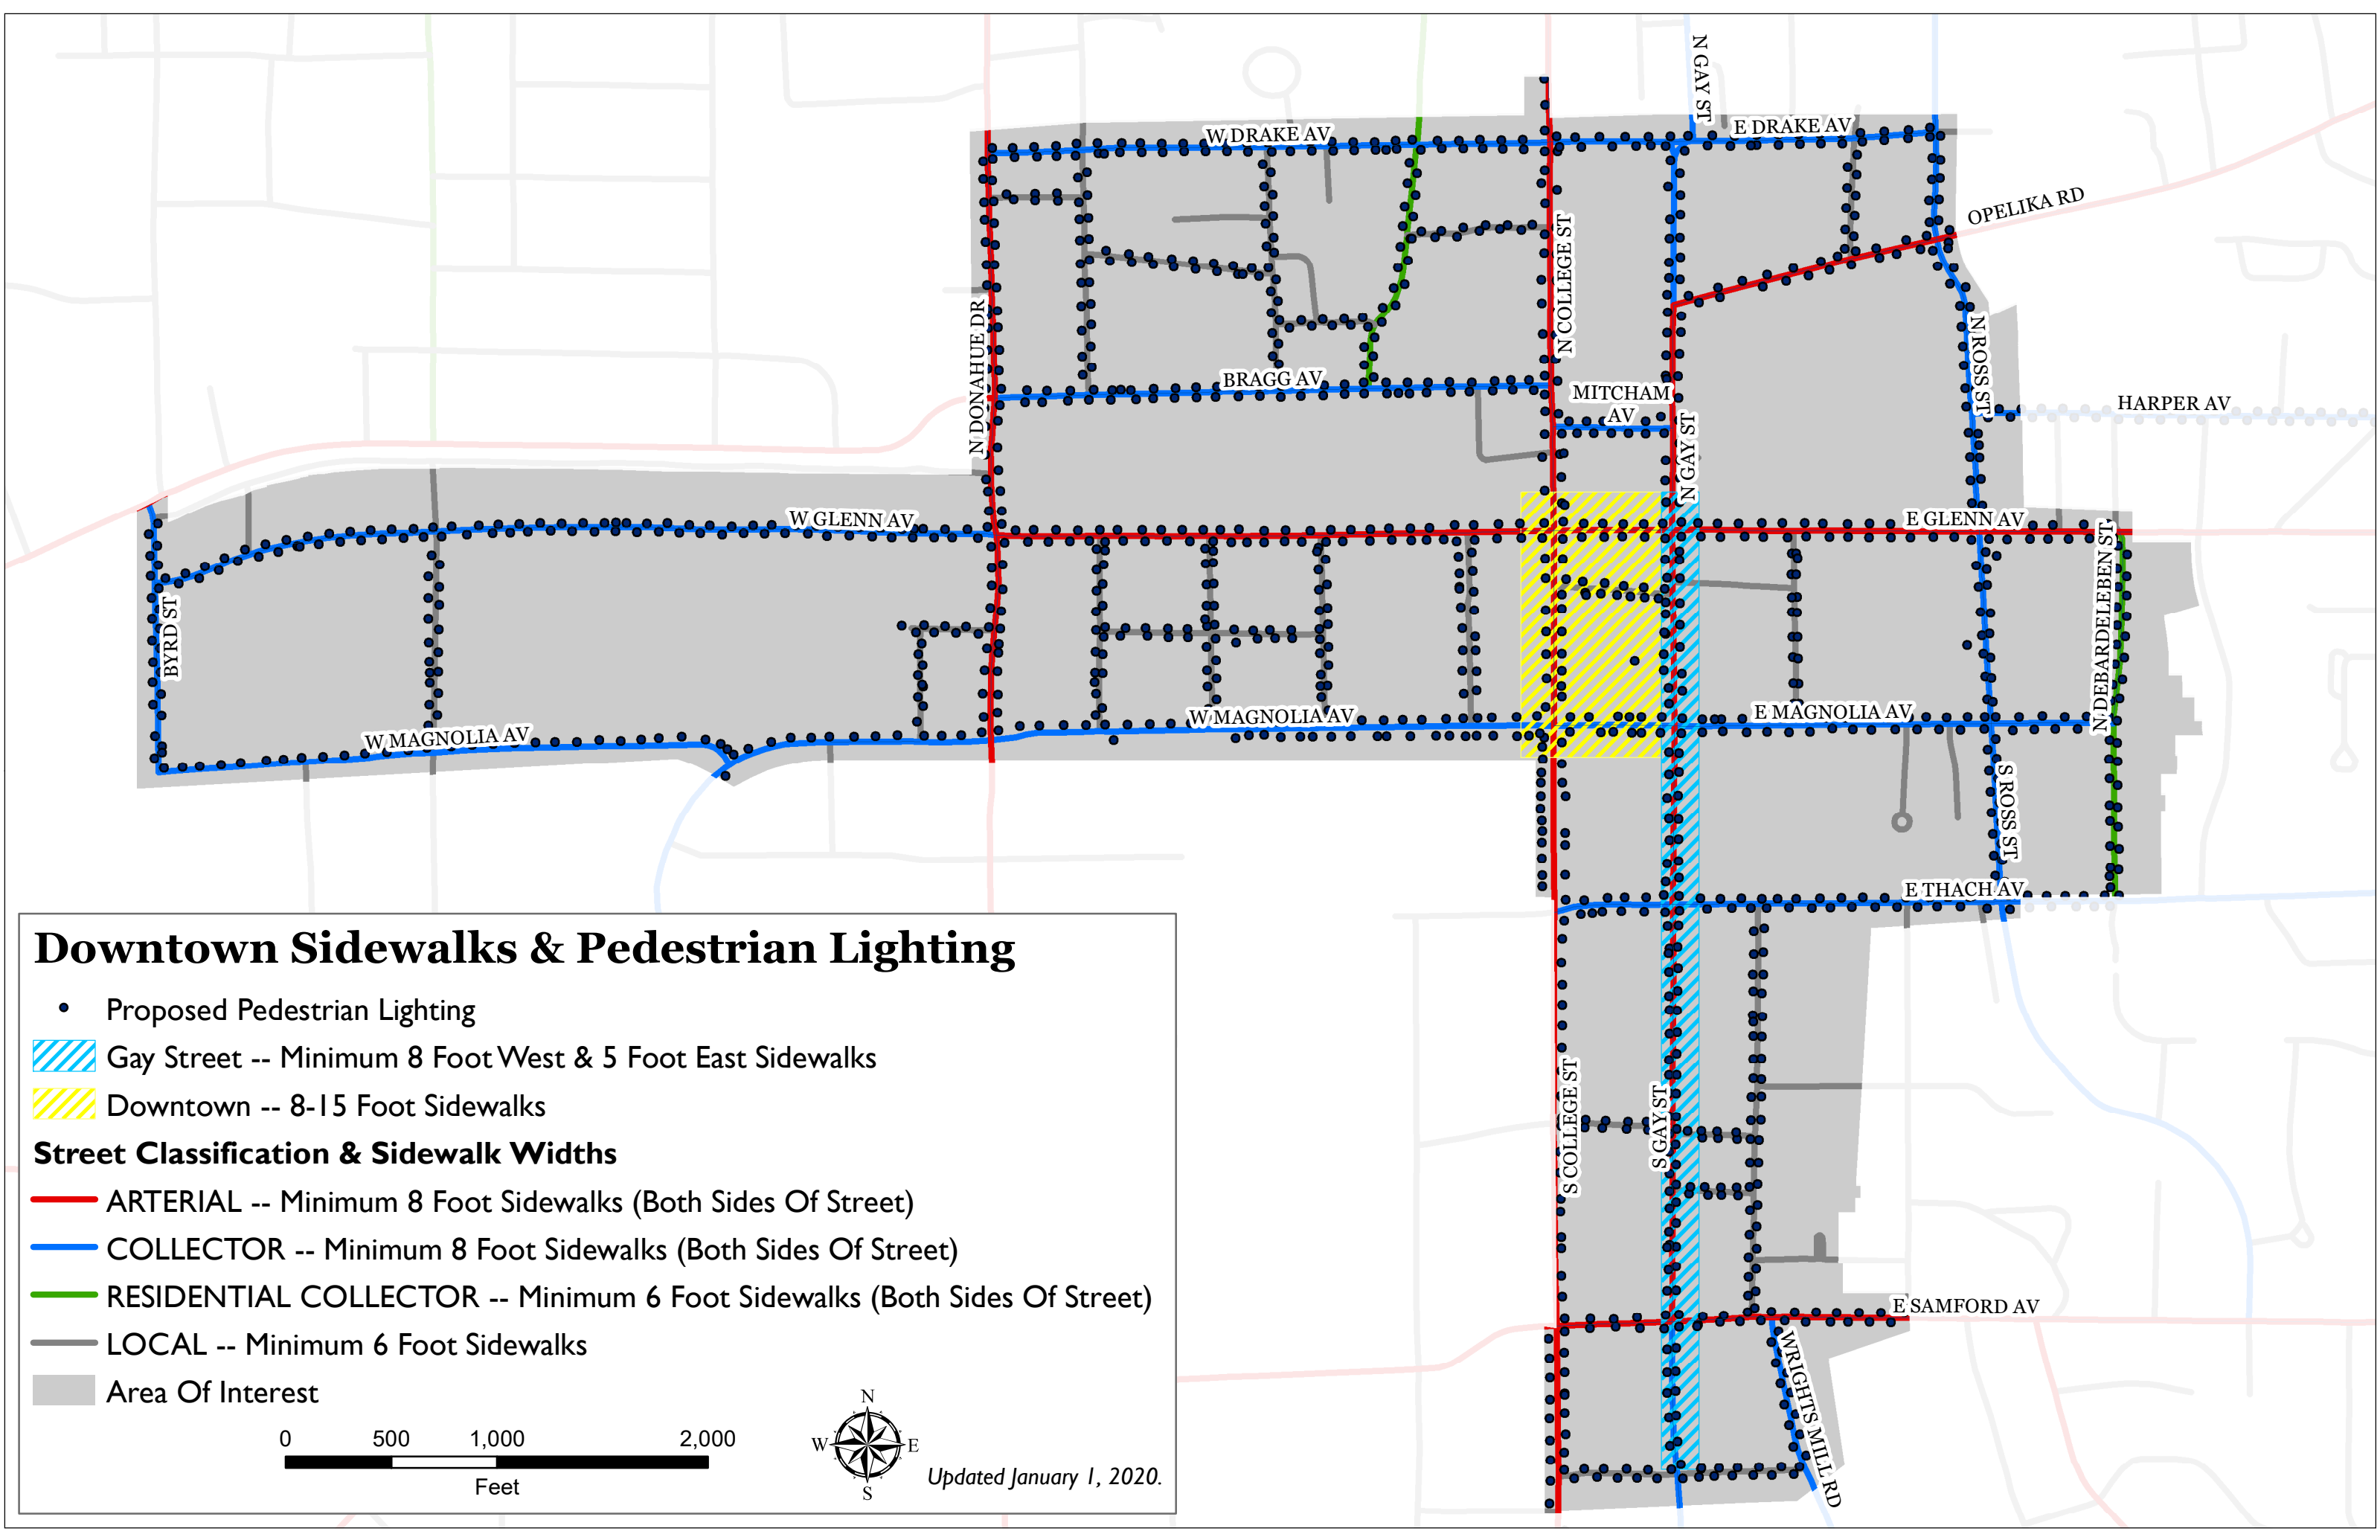 N GAY ST
W DRAKE AV
E DRAKE AV
OPELIKA RD
N COLLEGE ST
N DONAHUE DR
N ROSS ST
BRAGG AV
MITCHAM
AV
HARPER AV
N GAY ST
W GLENN AV
E GLENN AV
BYRD ST
N DEBARDELEBEN ST
W MAGNOLIA AV
W MAGNOLIA AV
E MAGNOLIA AV
S ROSS ST
E THACH AV
S COLLEGE ST
S GAY ST
E SAMFORD AV
WRIGHTS MILL RD
Downtown Sidewalks & Pedestrian Lighting
Proposed Pedestrian Lighting
Gay Street -- Minimum 8 Foot West & 5 Foot East Sidewalks
Downtown -- 8-15 Foot Sidewalks
Street Classification & Sidewalk Widths
ARTERIAL -- Minimum 8 Foot Sidewalks (Both Sides Of Street)
COLLECTOR -- Minimum 8 Foot Sidewalks (Both Sides Of Street)
RESIDENTIAL COLLECTOR -- Minimum 6 Foot Sidewalks (Both Sides Of Street)
LOCAL -- Minimum 6 Foot Sidewalks
Area Of Interest
0 500 1,000 2,000
Feet
N
W E
S
Updated January 1, 2020.